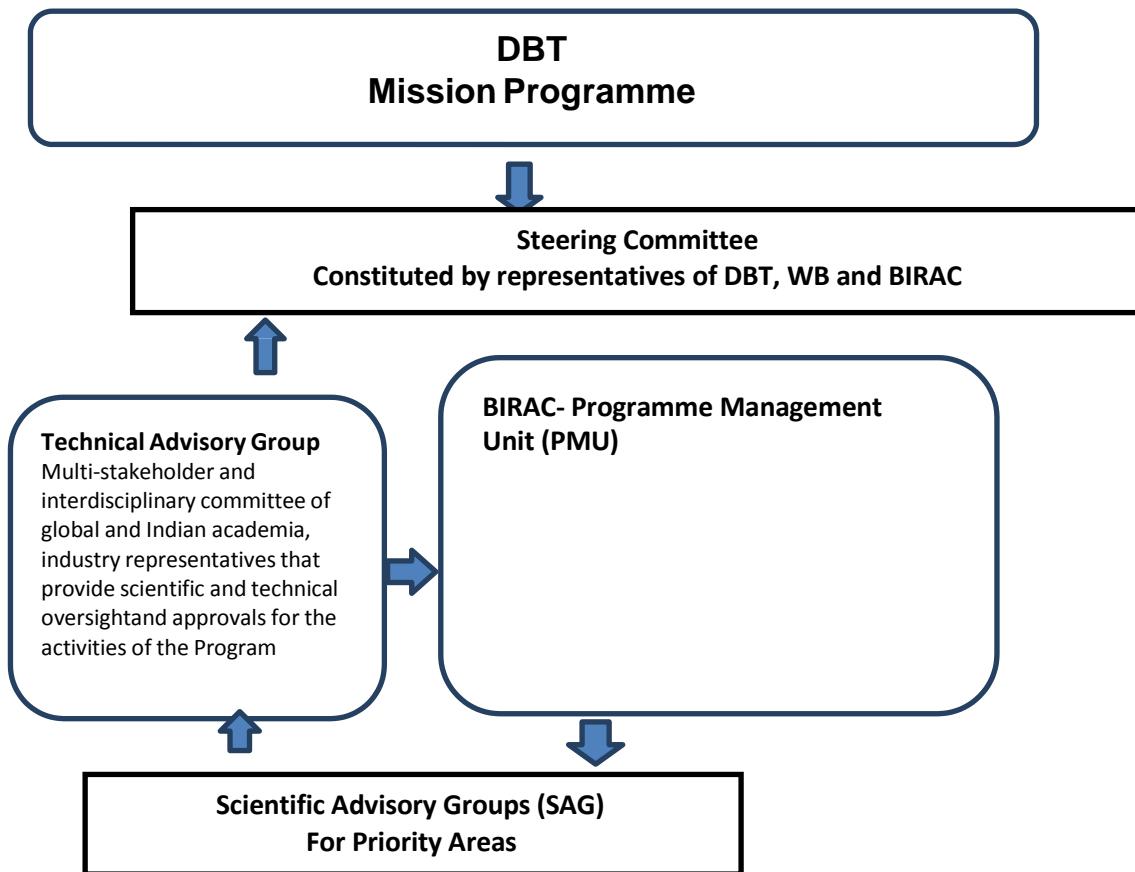 DBT
Mission Programme
Steering Committee
Constituted by representatives of DBT, WB and BIRAC
Technical Advisory Group
Multi-stakeholder and
interdisciplinary committee of
global and Indian academia,
industry representatives that
provide scientific and technical
oversightand approvals for the
activities of the Program
BIRAC- Programme Management
Unit (PMU)
Scientific Advisory Groups (SAG)
For Priority Areas